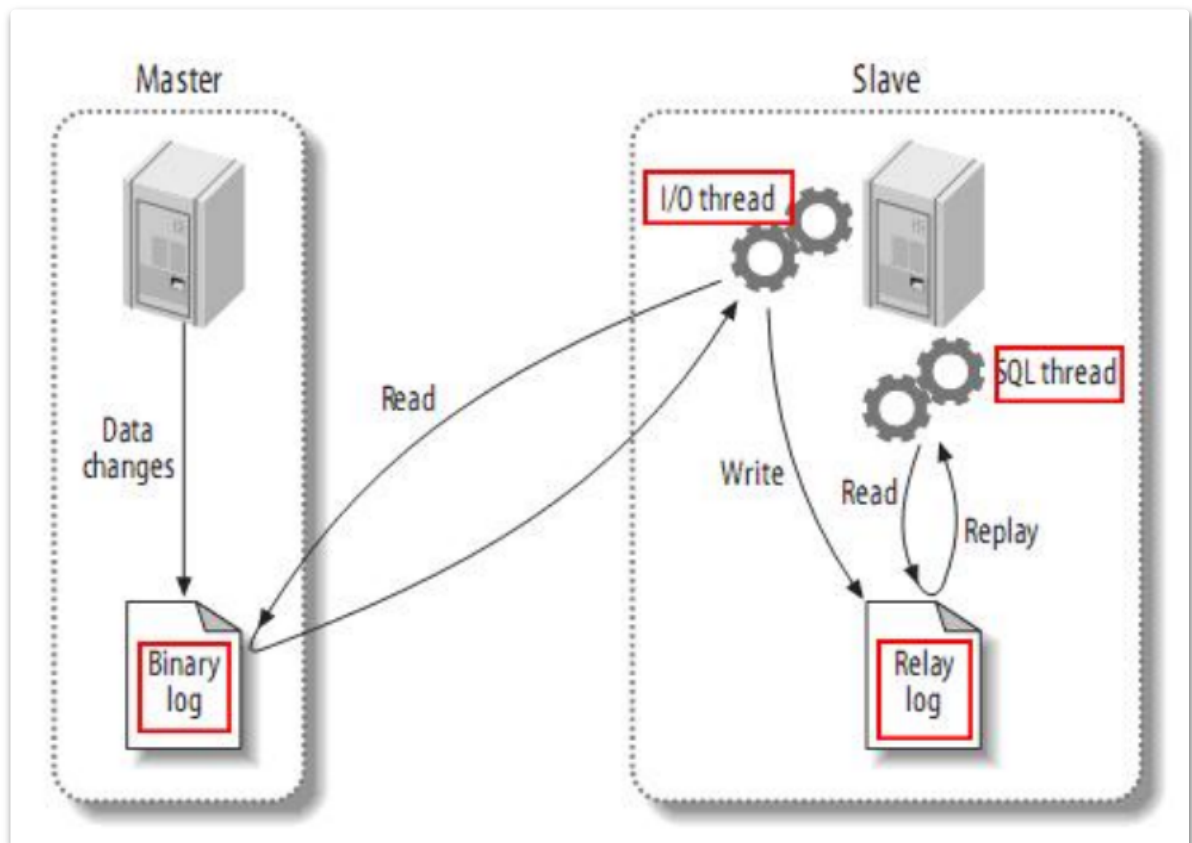 Master
Slave
I/O thread
SQL thread
Read
Data
changes
Write
Read
Replay
Binary
log
Relay
log